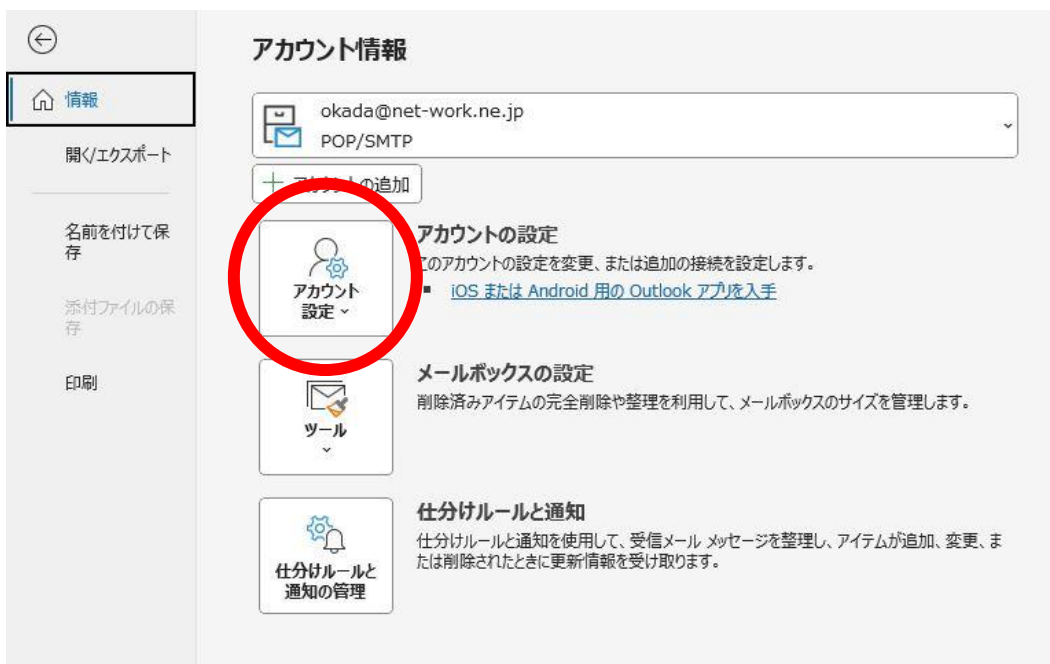 アカウント情報
情報
okada@net-work.ne.jp
POP/SMTP
開く/エクスポート
アカウントの追加
名前を付けて保
存
アカウントの設定
このアカウントの設定を変更、または追加の接続を設定します。
iOS または Android 用の Outlook アプリを入手
アカウント
設定
添付ファイルの保
存
印刷
メールボックスの設定
削除済みアイテムの完全削除や整理を利用して、メールボックスのサイズを管理します。
ツール
仕分けルールと通知
仕分けルールと通知を使用して、受信メール メッセージを整理し、アイテムが追加、変更、ま
たは削除されたときに更新情報を受け取ります。
仕分けルールと
通知の管理